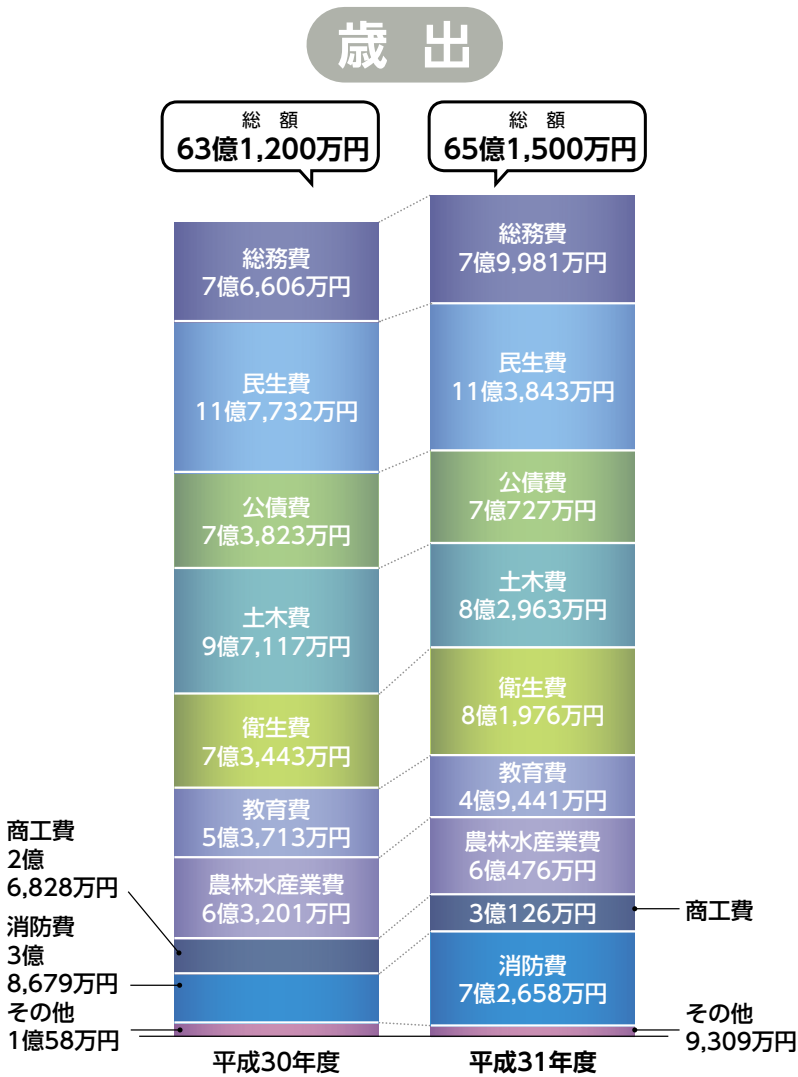 歳出
総額
63億1,200万円
総額
65億1,500万円
総務費
7億6,606万円
民生費
11億7,732万円
公債費
7億3,823万円
土木費
9億7,117万円
衛生費
7億3,443万円
教育費
5億3,713万円
農林水産業費
6億3,201万円
商工費
2億
6,828万円
消防費
3億
8,679万円
その他
1億58万円
平成30年度
総務費
7億9,981万円
民生費
11億3,843万円
公債費
7億727万円
土木費
8億2,963万円
衛生費
8億1,976万円
教育費
4億9,441万円
農林水産業費
6億476万円
3億126万円
商工費
消防費
7億2,658万円
その他
9,309万円
平成31年度